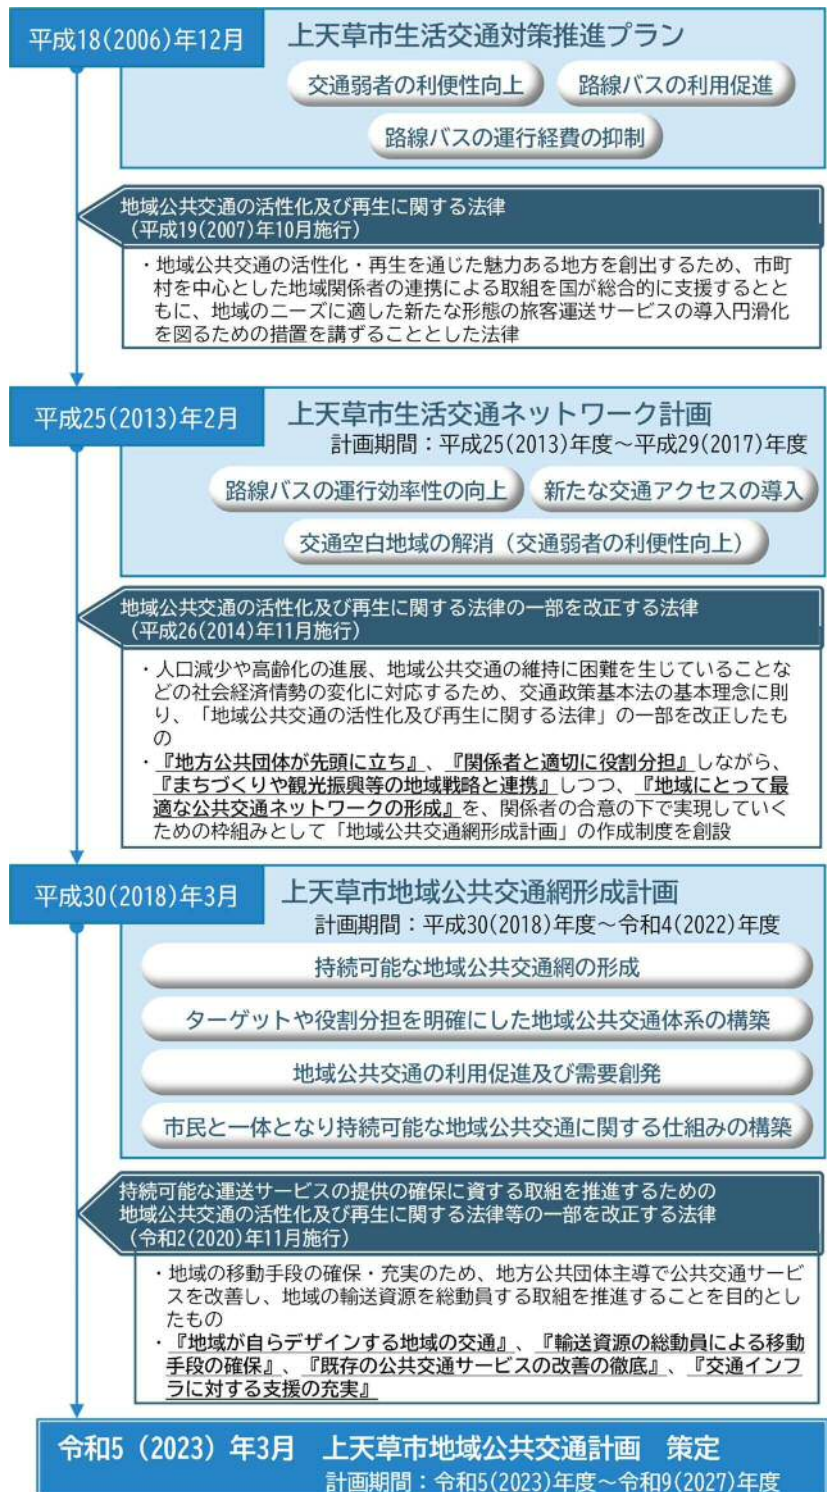 平成18(2006)年12月
上天草市生活交通対策推進プラン
交通弱者の利便性向上
路線バスの利用促進
路線バスの運行経費の抑制
地域公共交通の活性化及び再生に関する法律
(平成19(2007)年10月施行)
・地域公共交通の活性化・再生を通じた魅力ある地方を創出するため、市町
村を中心とした地域関係者の連携による取組を国が総合的に支援するとと
もに、地域のニーズに適した新たな形態の旅客運送サービスの導入円滑化
を図るための措置を講ずることとした法律
平成25(2013)年2月
上天草市生活交通ネットワーク計画
計画期間：平成25(2013)年度～平成29(2017)年度
路線バスの運行効率性の向上
新たな交通アクセスの導入
交通空白地域の解消（交通弱者の利便性向上）
地域公共交通の活性化及び再生に関する法律の一部を改正する法律
(平成26(2014)年11月施行)
・人口減少や高齢化の進展、地域公共交通の維持に困難を生じていることな
どの社会経済情勢の変化に対応するため、交通政策基本法の基本理念に則
り、「地域公共交通の活性化及び再生に関する法律」の一部を改正したも
の
・『地方公共団体が先頭に立ち』、『関係者と適切に役割分担』しながら、
『まちづくりや観光振興等の地域戦略と連携』しつつ、『地域にとって最
適な公共交通ネットワークの形成』を、関係者の合意の下で実現していく
ための枠組みとして「地域公共交通網形成計画」の作成制度を創設
平成30(2018)年3月
上天草市地域公共交通網形成計画
計画期間：平成30(2018)年度～令和4(2022)年度
持続可能な地域公共交通網の形成
ターゲットや役割分担を明確にした地域公共交通体系の構築
地域公共交通の利用促進及び需要創発
市民と一体となり持続可能な地域公共交通に関する仕組みの構築
持続可能な運送サービスの提供の確保に資する取組を推進するための
地域公共交通の活性化及び再生に関する法律等の一部を改正する法律
(令和2(2020)年11月施行)
・地域の移動手段の確保・充実のため、地方公共団体主導で公共交通サービ
スを改善し、地域の輸送資源を総動員する取組を推進することを目的とし
たもの
・『地域が自らデザインする地域の交通』、『輸送資源の総動員による移動
手段の確保』、『既存の公共交通サービスの改善の徹底』、『交通インフ
ラに対する支援の充実』
令和5（2023）年3月　上天草市地域公共交通計画　策定
計画期間：令和5(2023)年度～令和9(2027)年度